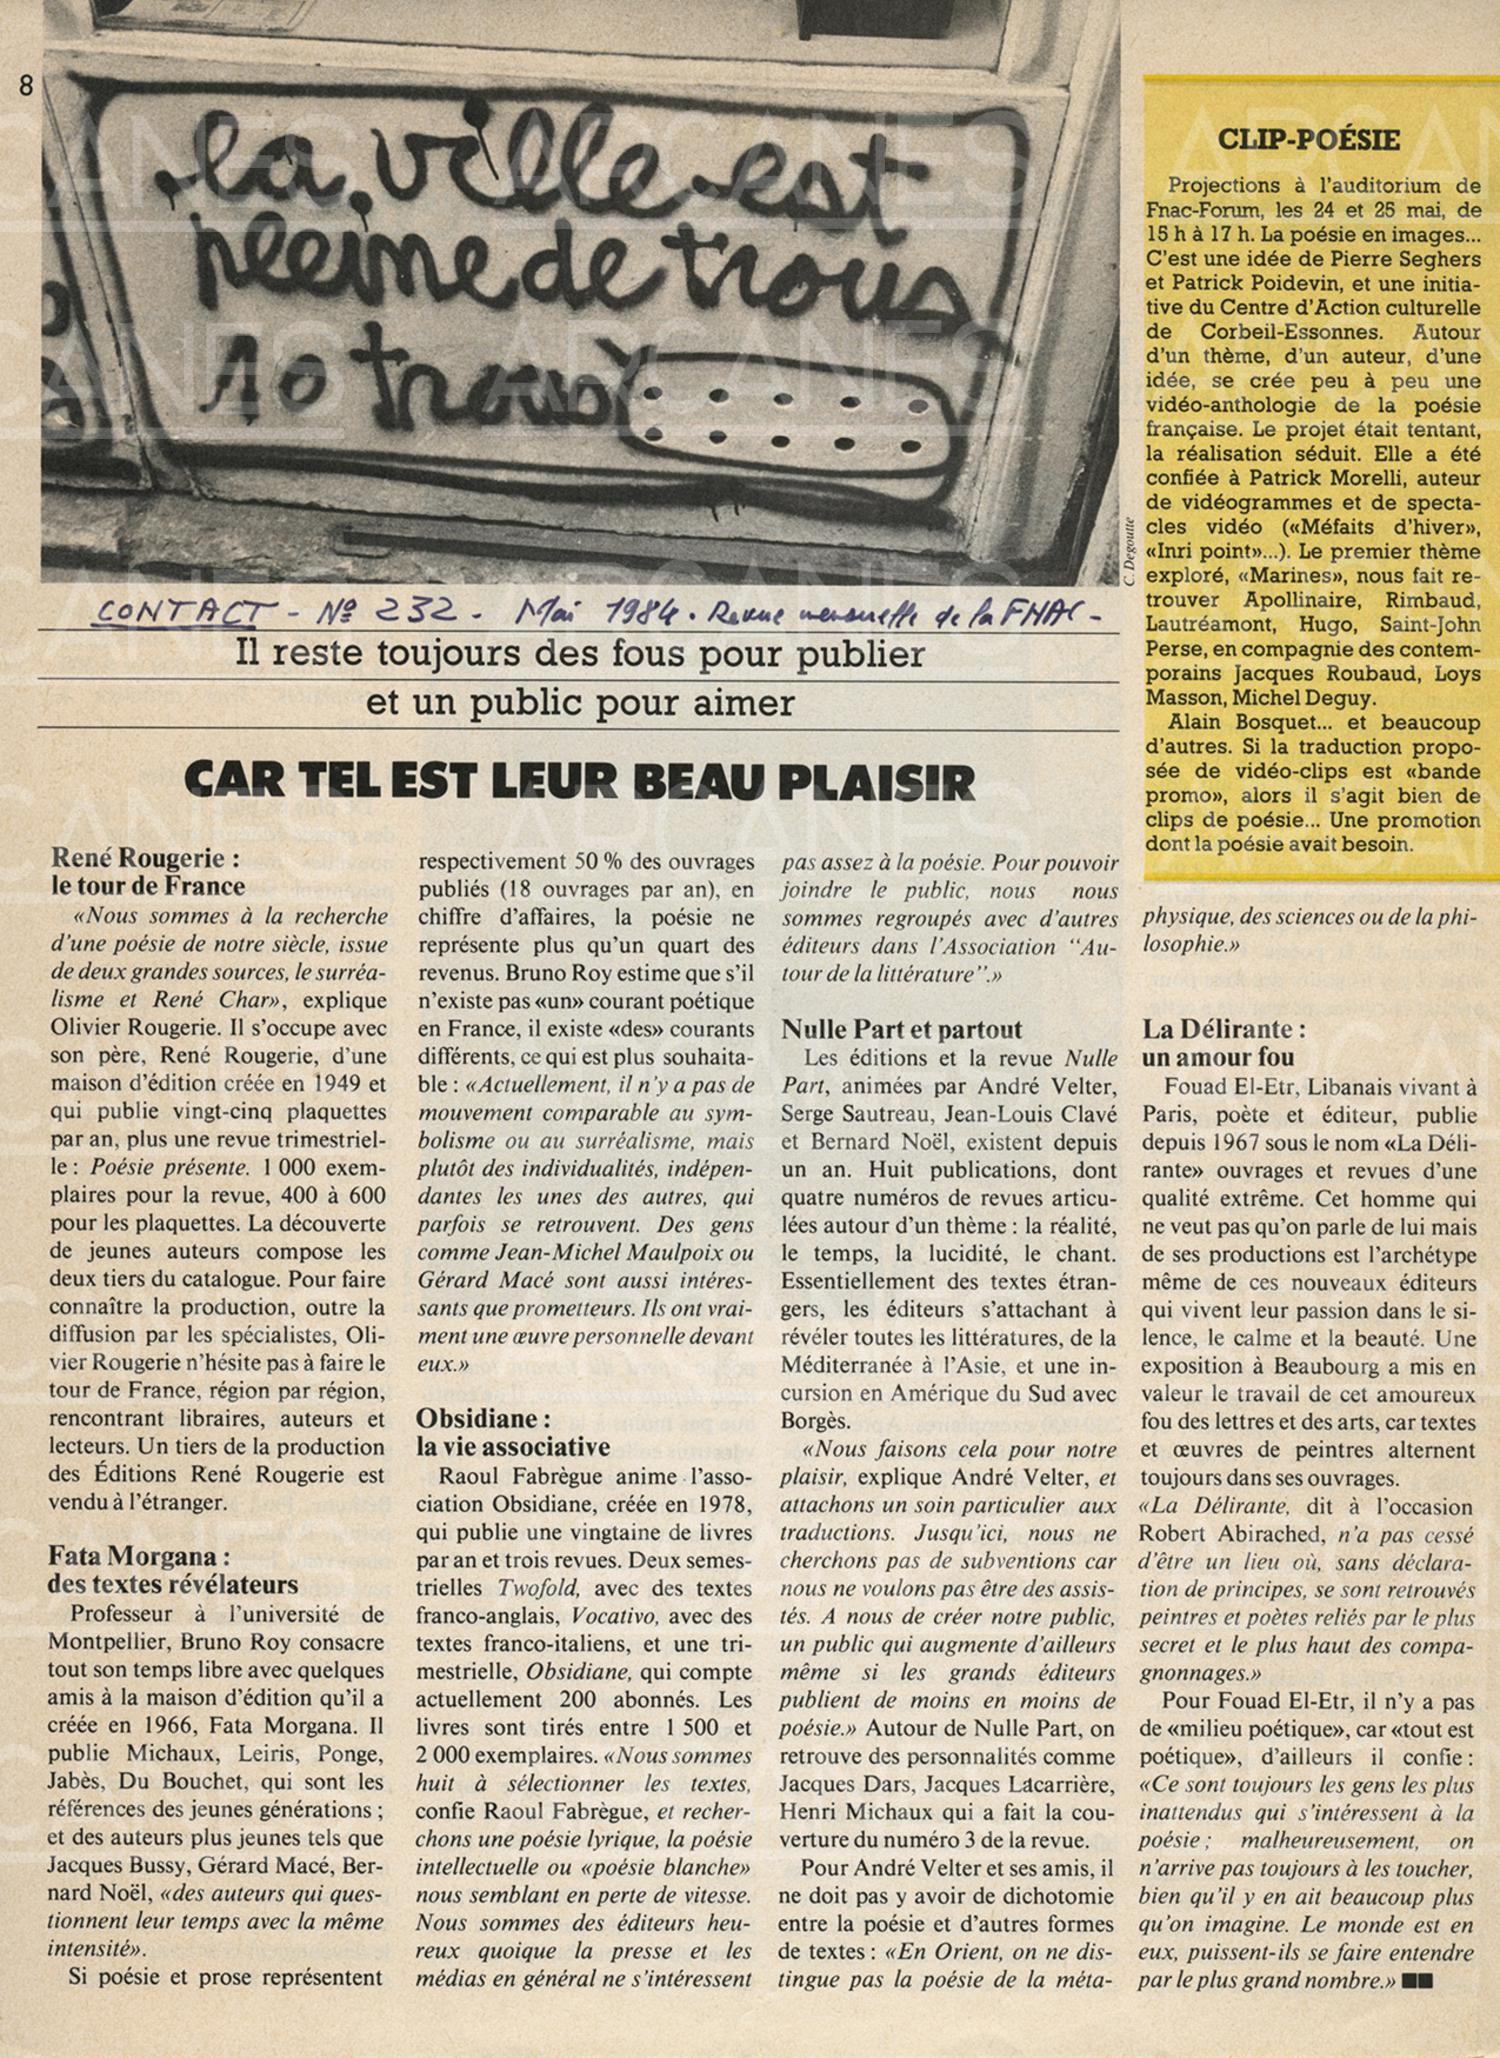 8
la ville est
pleine de trous
10 trous
C. Degoutte
CONTACT - Nº 232 - Mai 1984. Revue mensuelle de la FNAC -
Il reste toujours des fous pour publier
et un public pour aimer
CAR TEL EST LEUR BEAU PLAISIR
René Rougerie :
le tour de France
«Nous sommes à la recherche
d'une poésie de notre siècle, issue
de deux grandes sources, le surréa-
lisme et René Char», explique
Olivier Rougerie. Il s'occupe avec
son père, René Rougerie, d'une
maison d'édition créée en 1949 et
qui publie vingt-cinq plaquettes
par an, plus une revue trimestriel-
le : Poésie présente. 1 000 exem-
plaires pour la revue, 400 à 600
pour les plaquettes. La découverte
de jeunes auteurs compose les
deux tiers du catalogue. Pour faire
connaître la production, outre la
diffusion par les spécialistes, Oli-
vier Rougerie n'hésite pas à faire le
tour de France, région par région,
rencontrant libraires, auteurs et
lecteurs. Un tiers de la production
des Éditions René Rougerie est
vendu à l'étranger.
Fata Morgana :
des textes révélateurs
Professeur à l'université de
Montpellier, Bruno Roy consacre
tout son temps libre avec quelques
amis à la maison d'édition qu'il a
créée en 1966, Fata Morgana. Il
publie Michaux, Leiris, Ponge,
Jabès, Du Bouchet, qui sont les
références des jeunes générations ;
et des auteurs plus jeunes tels que
Jacques Bussy, Gérard Macé, Ber-
nard Noël, «des auteurs qui ques-
tionnent leur temps avec la même
intensité».
Si poésie et prose représentent
respectivement 50 % des ouvrages
publiés (18 ouvrages par an), en
chiffre d'affaires, la poésie ne
représente plus qu'un quart des
revenus. Bruno Roy estime que s'il
n'existe pas «un» courant poétique
en France, il existe «des» courants
différents, ce qui est plus souhaita-
ble : «Actuellement, il n'y a pas de
mouvement comparable au sym-
bolisme ou au surréalisme, mais
plutôt des individualités, indépen-
dantes les unes des autres, qui
parfois se retrouvent. Des gens
comme Jean-Michel Maulpoix ou
Gérard Macé sont aussi intéres-
sants que prometteurs. Ils ont vrai-
ment une œuvre personnelle devant
eux.»
Obsidiane :
la vie associative
Raoul Fabrègue anime l'asso-
ciation Obsidiane, créée en 1978,
qui publie une vingtaine de livres
par an et trois revues. Deux semes-
trielles Twofold, avec des textes
franco-anglais, Vocativo, avec des
textes franco-italiens, et une tri-
mestrielle, Obsidiane, qui compte
actuellement 200 abonnés. Les
livres sont tirés entre 1 500 et
2 000 exemplaires. «Nous sommes
huit à sélectionner les textes,
confie Raoul Fabrègue, et recher-
chons une poésie lyrique, la poésie
intellectuelle ou «poésie blanche»
nous semblant en perte de vitesse.
Nous sommes des éditeurs heu-
reux quoique la presse et les
médias en général ne s'intéressent
pas assez à la poésie. Pour pouvoir
joindre le public, nous nous
sommes regroupés avec d'autres
éditeurs dans l'Association "Au-
tour de la littérature".»
Nulle Part et partout
Les éditions et la revue Nulle
Part, animées par André Velter,
Serge Sautreau, Jean-Louis Clavé
et Bernard Noël, existent depuis
un an. Huit publications, dont
quatre numéros de revues articu-
lées autour d'un thème : la réalité,
le temps, la lucidité, le chant.
Essentiellement des textes étran-
gers, les éditeurs s'attachant à
révéler toutes les littératures, de la
Méditerranée à l'Asie, et une in-
cursion en Amérique du Sud avec
Borgès.
«Nous faisons cela pour notre
plaisir, explique André Velter, et
attachons un soin particulier aux
traductions. Jusqu'ici, nous ne
cherchons pas de subventions car
nous ne voulons pas être des assis-
tés. A nous de créer notre public,
un public qui augmente d'ailleurs
même si les grands éditeurs
publient de moins en moins de
poésie.» Autour de Nulle Part, on
retrouve des personnalités comme
Jacques Dars, Jacques Lacarrière,
Henri Michaux qui a fait la cou-
verture du numéro 3 de la revue.
Pour André Velter et ses amis, il
ne doit pas y avoir de dichotomie
entre la poésie et d'autres formes
de textes : «En Orient, on ne dis-
tingue pas la poésie de la méta-
physique, des sciences ou de la phi-
losophie.»
La Délirante :
un amour fou
Fouad El-Etr, Libanais vivant à
Paris, poète et éditeur, publie
depuis 1967 sous le nom «La Déli-
rante» ouvrages et revues d'une
qualité extrême. Cet homme qui
ne veut pas qu'on parle de lui mais
de ses productions est l'archétype
même de ces nouveaux éditeurs
qui vivent leur passion dans le si-
lence, le calme et la beauté. Une
exposition à Beaubourg a mis en
valeur le travail de cet amoureux
fou des lettres et des arts, car textes
et œuvres de peintres alternent
toujours dans ses ouvrages.
«La Délirante, dit à l'occasion
Robert Abirached, n'a pas cessé
d'être un lieu où, sans déclara-
tion de principes, se sont retrouvés
peintres et poètes reliés par le plus
secret et le plus haut des compa-
gnonnages.»
Pour Fouad El-Etr, il n'y a pas
de «milieu poétique», car «tout est
poétique», d'ailleurs il confie :
«Ce sont toujours les gens les plus
inattendus qui s'intéressent à la
poésie ; malheureusement, on
n'arrive pas toujours à les toucher,
bien qu'il y en ait beaucoup plus
qu'on imagine. Le monde est en
eux, puissent-ils se faire entendre
par le plus grand nombre.»
CLIP-POÉSIE
Projections à l'auditorium de
Fnac-Forum, les 24 et 25 mai, de
15 h à 17 h. La poésie en images...
C'est une idée de Pierre Seghers
et Patrick Poidevin, et une initia-
tive du Centre d'Action culturelle
de Corbeil-Essonnes. Autour
d'un thème, d'un auteur, d'une
idée, se crée peu à peu une
vidéo-anthologie de la poésie
française. Le projet était tentant,
la réalisation séduit. Elle a été
confiée à Patrick Morelli, auteur
de vidéogrammes et de specta-
cles vidéo («Méfaits d'hiver»,
«Inri point»...). Le premier thème
exploré, «Marines», nous fait re-
trouver Apollinaire, Rimbaud,
Lautréamont, Hugo, Saint-John
Perse, en compagnie des contem-
porains Jacques Roubaud, Loys
Masson, Michel Deguy.
Alain Bosquet... et beaucoup
d'autres. Si la traduction propo-
sée de vidéo-clips est «bande
promo», alors il s'agit bien de
clips de poésie... Une promotion
dont la poésie avait besoin.
ARCANES